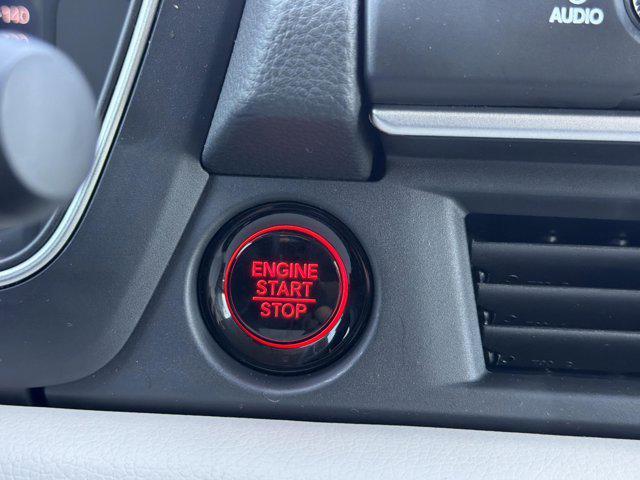 140
AUDIO
ENGINE
START
STOP